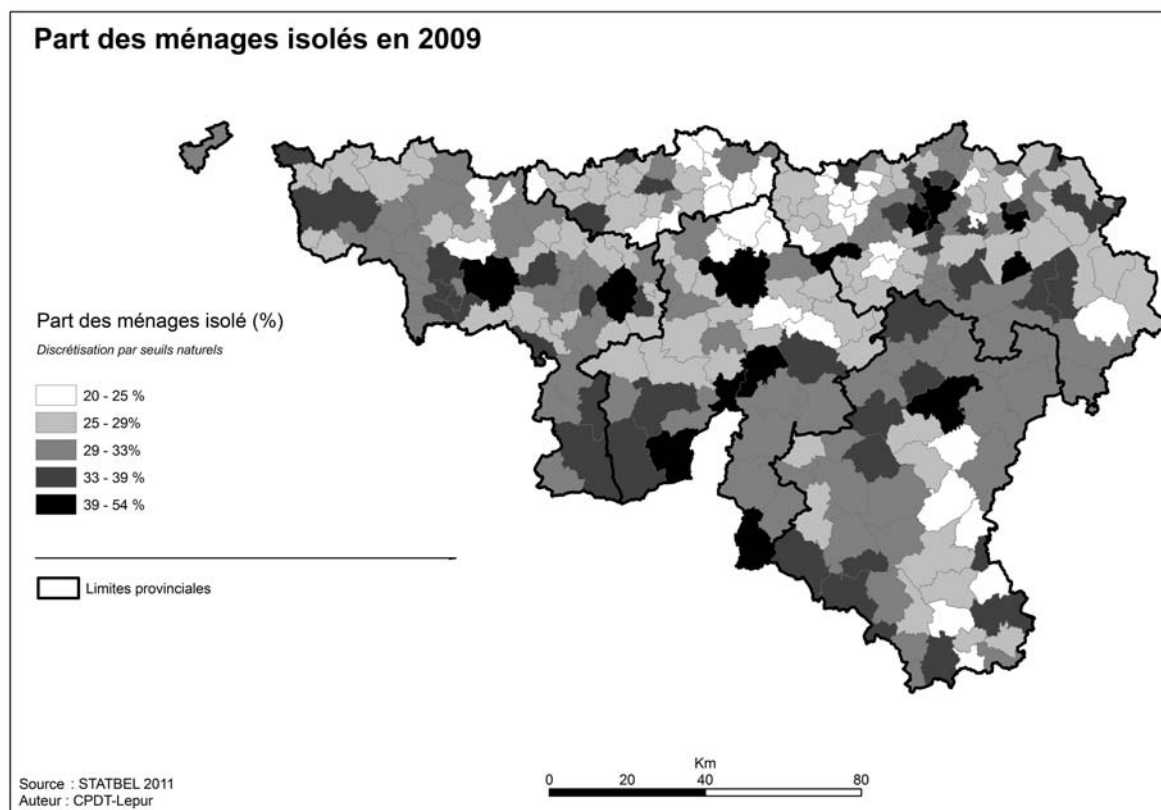 Part des ménages isolés en 2009
Part des ménages isolé (%)
Discrétisation par seuils naturels
20 - 25 %
25 - 29%
29 - 33%
33 - 39 %
39 - 54 %
Limites provinciales
Source : STATBEL 2011
Auteur : CPDT-Lepur
Km
0 20 40 80